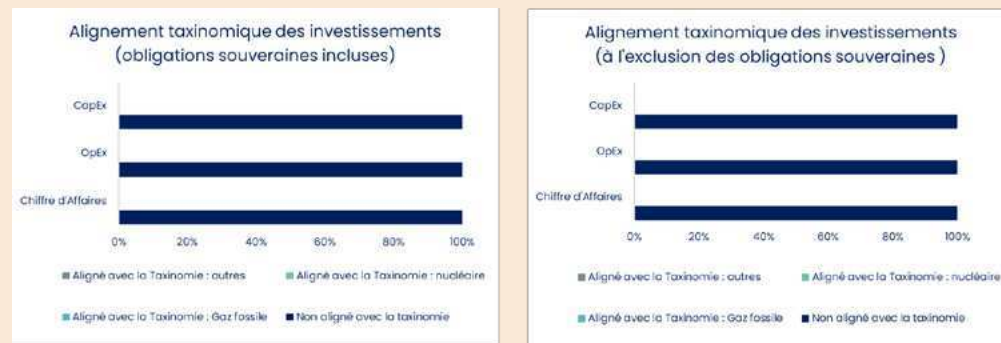 Alignement taxinomique des investissements
(obligations souveraines incluses)
CapEx
OpEx
Chiffre d'Affaires
0% 20% 40% 60% 80% 100%
Aligné avec la Taxinomie : autres Aligné avec la Taxinomie : nucléaire
Aligné avec la Taxinomie : Gaz fossile Non aligné avec la taxinomie
Alignement taxinomique des investissements
(à l'exclusion des obligations souveraines )
CapEx
OpEx
Chiffre d'Affaires
0% 20% 40% 60% 80% 100%
Aligné avec la Taxinomie : autres Aligné avec la Taxinomie : nucléaire
Aligné avec la Taxinomie : Gaz fossile Non aligné avec la taxinomie